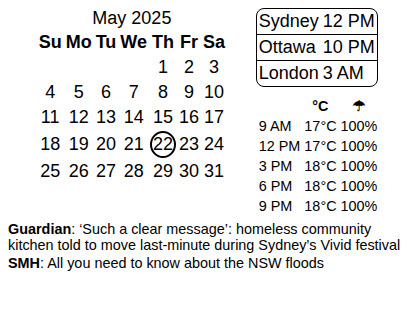 May 2025
Su Mo Tu We Th Fr Sa
1 2 3
4 5 6 7 8 9 10
11 12 13 14 15 16 17
18 19 20 21 22 23 24
25 26 27 28 29 30 31
Sydney 12 PM
Ottawa 10 PM
London 3 AM
°C ☂
9 AM 17°C 100%
12 PM 17°C 100%
3 PM 18°C 100%
6 PM 18°C 100%
9 PM 18°C 100%
Guardian: ‘Such a clear message’: homeless community
kitchen told to move last-minute during Sydney’s Vivid festival
SMH: All you need to know about the NSW floods